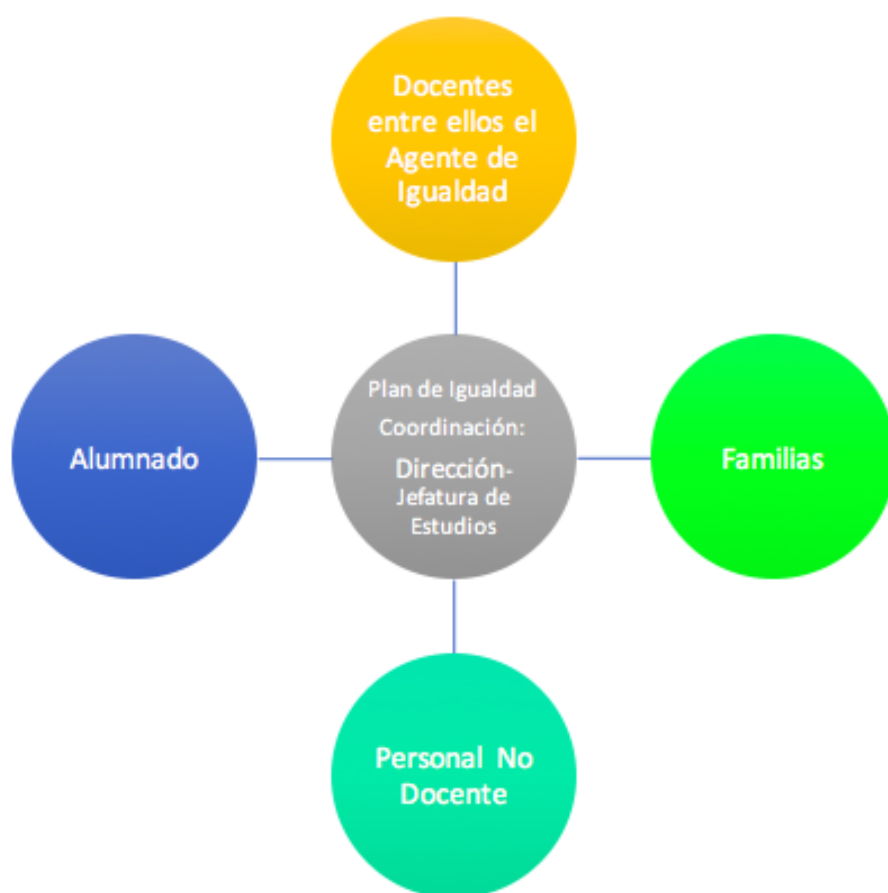 Docentes
entre ellos el
Agente de
Igualdad
Alumnado
Plan de Igualdad
Coordinación:
Dirección-
Jefatura de
Estudios
Familias
Personal No
Docente